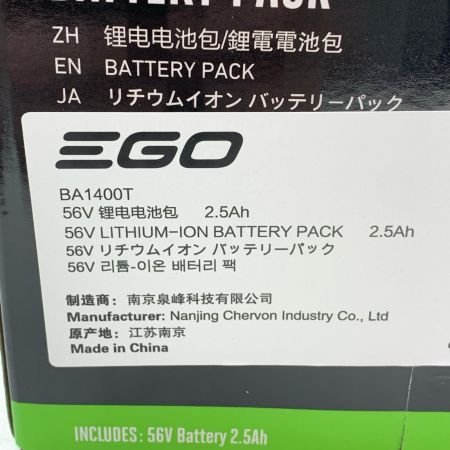 BATTERY PACK
ZH 锂电电池包/鋰電電池包
EN BATTERY PACK
JA リチウムイオン バッテリーパック
EGO
BA1400T
56V 锂电电池包 2.5Ah
56V LITHIUM-ION BATTERY PACK 2.5Ah
56V リチウムイオン バッテリーパック
56V 리튬-이온 배터리 팩
制造商：南京泉峰科技有限公司
Manufacturer: Nanjing Chervon Industry Co., Ltd
原产地：江苏南京
Made in China
INCLUDES: 56V Battery 2.5Ah